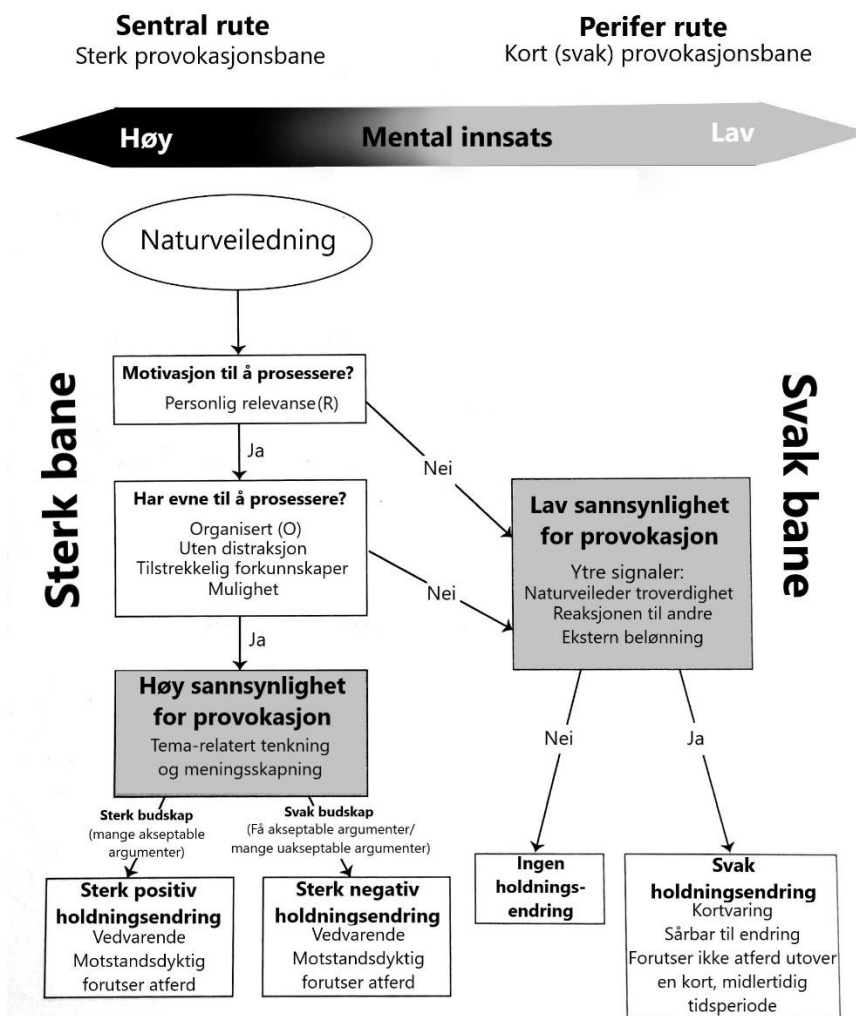 Sentral rute
Sterk provokasjonsbane
Perifer rute
Kort (svak) provokasjonsbane
Høy
Mental innsats
Lav
Naturveiledning
Sterk bane
Svak bane
Motivasjon til å prosessere?
Personlig relevanse(R)
Ja
Nei
Har evne til å prosessere?
Organisert (O)
Uten distraksjon
Tilstrekkelig forkunnskaper
Mulighet
Nei
Ja
Lav sannsynlighet
for provokasjon
Ytre signaler:
Naturveileder troverdighet
Reaksjonen til andre
Ekstern belønning
Høy sannsynlighet
for provokasjon
Tema-relatert tenkning
og meningsskapning
Nei
Ja
Sterk budskap
(mange akseptable
argumenter)
Svak budskap
(Få akseptable argumenter/
mange uakseptable argumenter)
Sterk positiv
holdningsendring
Vedvarende
Motstandsdyktig
forutser atferd
Sterk negativ
holdningsendring
Vedvarende
Motstandsdyktig
forutser atferd
Ingen
holdnings-
endring
Svak
holdningsendring
Kortvaring
Sårbar til endring
Forutser ikke atferd utover
en kort, midlertidig
tidsperiode